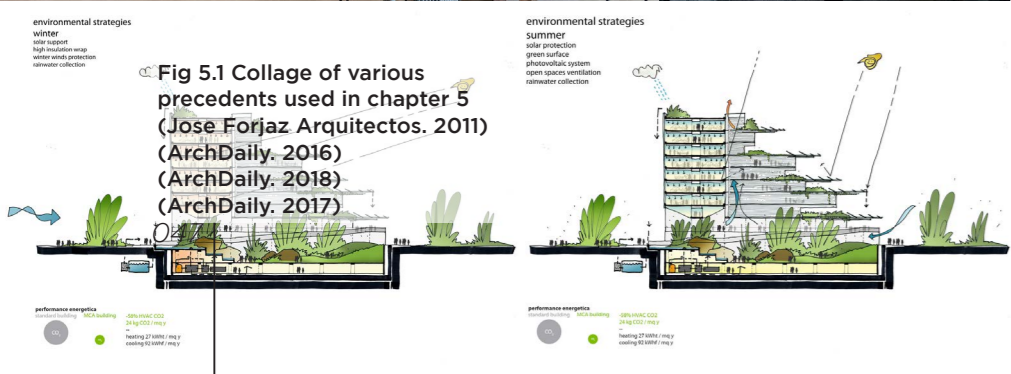 environmental strategies
winter
solar support
high insulation wrap
winter winds protection
rainwater collection
Fig 5.1 Collage of various
precedents used in chapter 5
(Jose Forjaz Arquitectos. 2011)
(ArchDaily. 2016)
(ArchDaily. 2018)
(ArchDaily. 2017)
performance energetica
standard building MCA building
-58% HVAC CO2
24 kg CO2 / mq y
--
heating 27 kWht / mq y
cooling 92 kWhf / mq y
CO₂
environmental strategies
summer
solar protection
green surface
photovoltaic system
open spaces ventilation
rainwater collection
performance energetica
standard building MCA building
-58% HVAC CO2
24 kg CO2 / mq y
--
heating 27 kWht / mq y
cooling 92 kWhf / mq y
CO₂